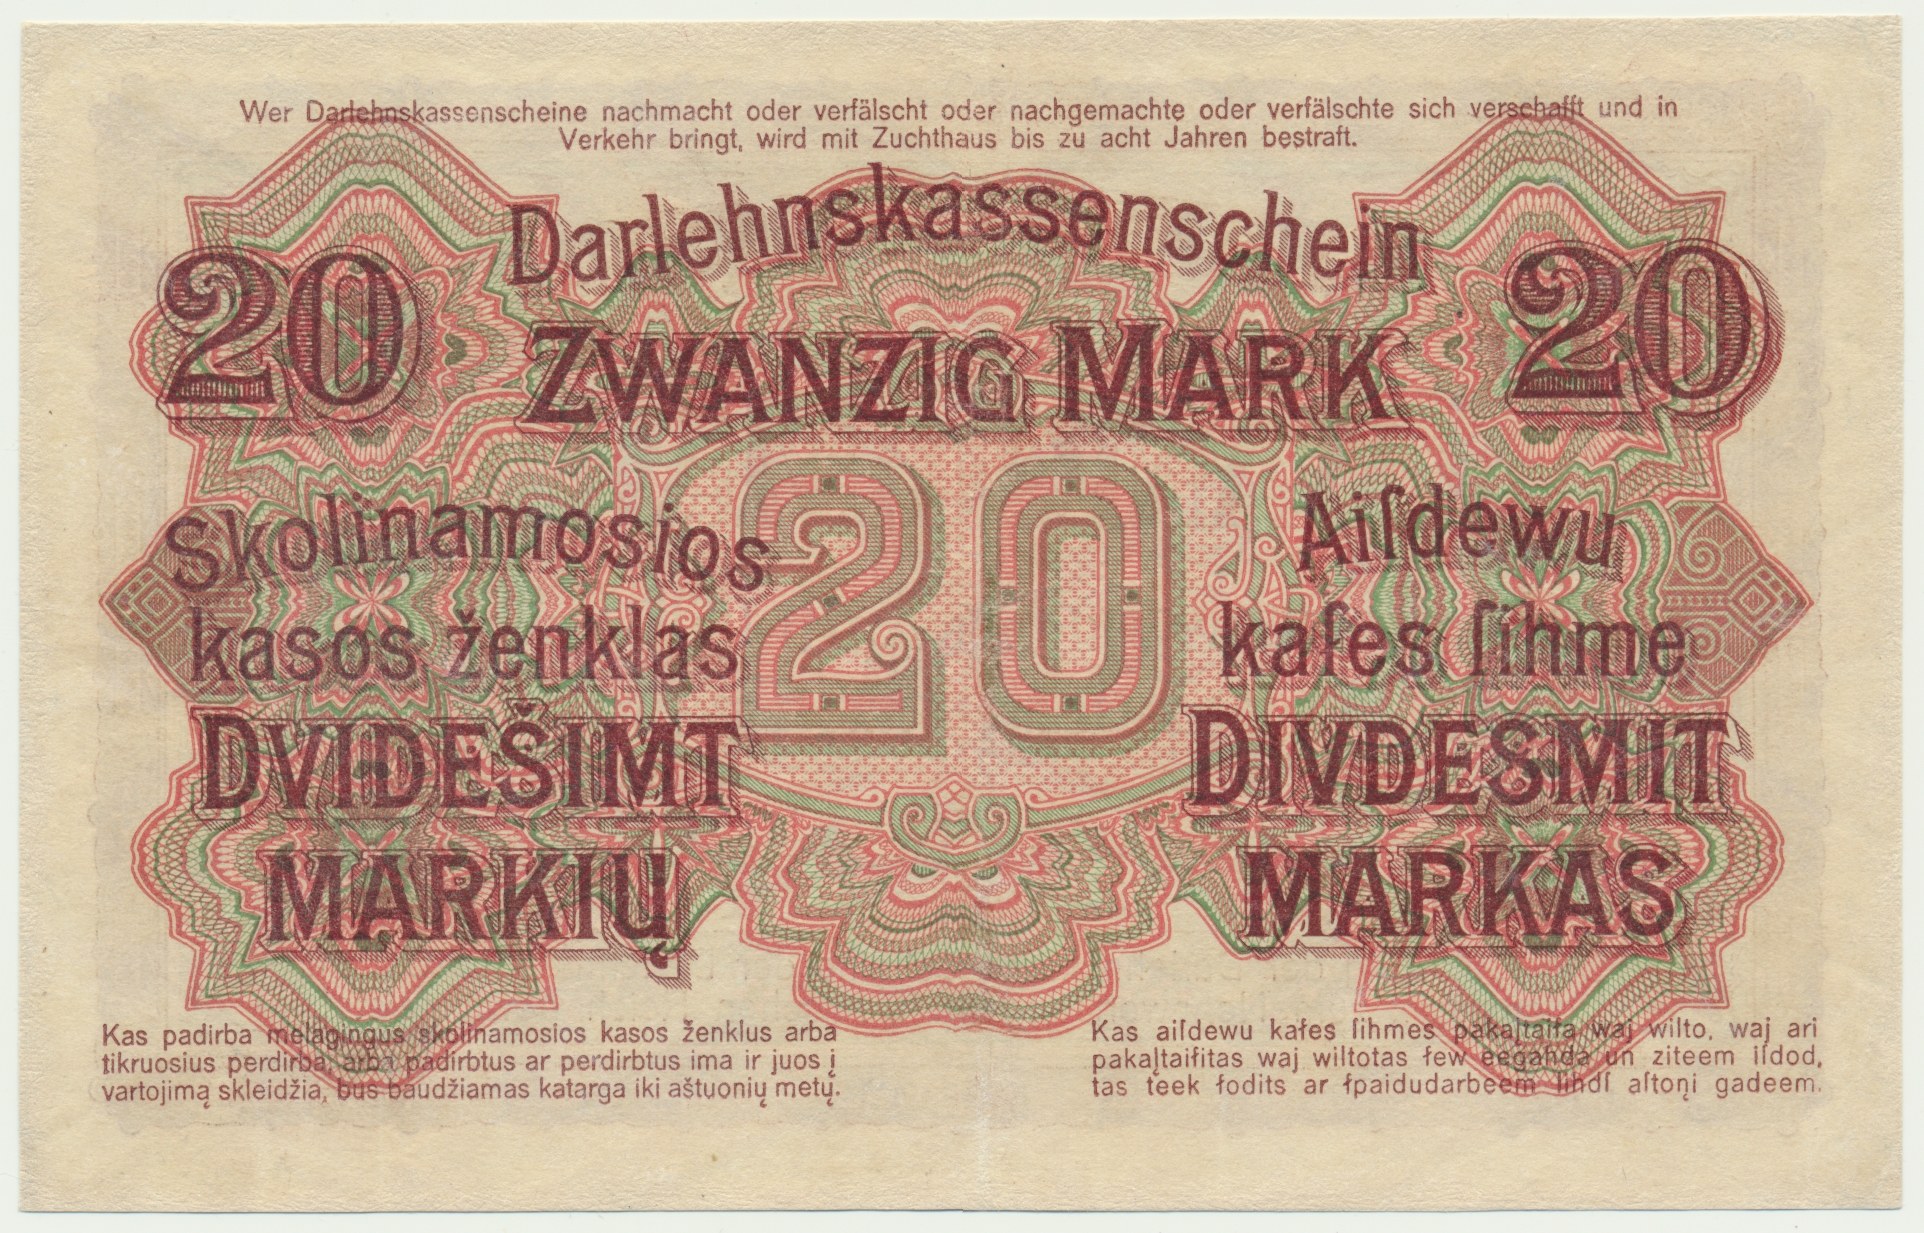 Wer Darlehnskassenscheine nachmacht oder verfälscht oder nachgemachte oder verfälschte sich verschafft und in
Verkehr bringt, wird mit Zuchthaus bis zu acht Jahren bestraft.
Darlehnskassenschein
20 ZWANZIG MARK 20
20
Skolinamosios
kasos ženklas
DVIDEŠIMT
MARKIŲ
Aiſdewu
kaſes ſihme
DIVDESMIT
MARKAS
Kas padirba melagingus skolinamosios kasos ženklus arba
tikruosius perdirba, arba padirbtus ar perdirbtus ima ir juos į
vartojimą skleidžia, bus baudžiamas katarga iki aštuonių metų.
Kas aiſdewu kaſes ſihmes pakaļtaiſa waj wilto, waj ari
pakaļtaiſitas waj wiltotas ſew eegahdā un ziteem iſdod,
tas teek ſodits ar ſpaidudarbeem lihdſ aſtoņi gadeem.